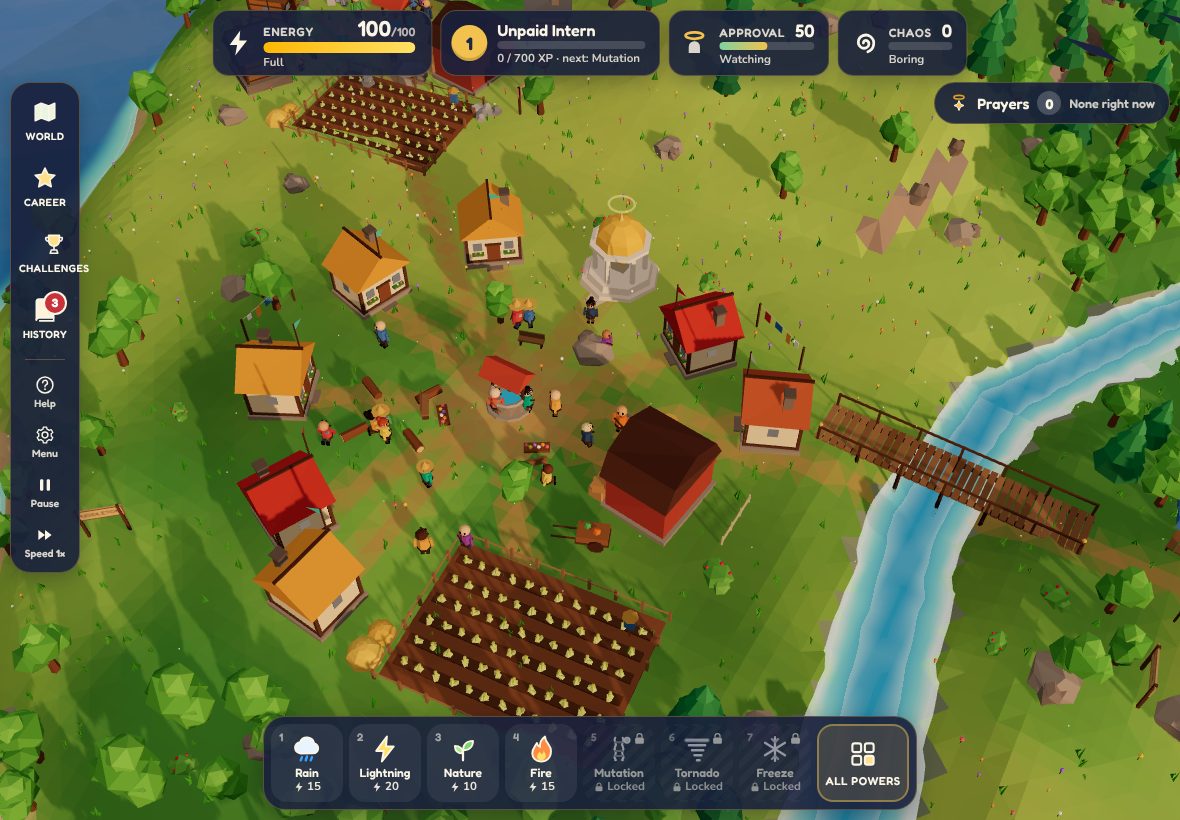 ENERGY 100/100
Full
1
Unpaid Intern
0 / 700 XP · next: Mutation
APPROVAL 50
Watching
CHAOS 0
Boring
Prayers 0 None right now
WORLD
CAREER
CHALLENGES
3
HISTORY
Help
Menu
Pause
Speed 1x
1
Rain
15
2
Lightning
20
3
Nature
10
4
Fire
15
5
Mutation
Locked
6
Tornado
Locked
7
Freeze
Locked
ALL POWERS